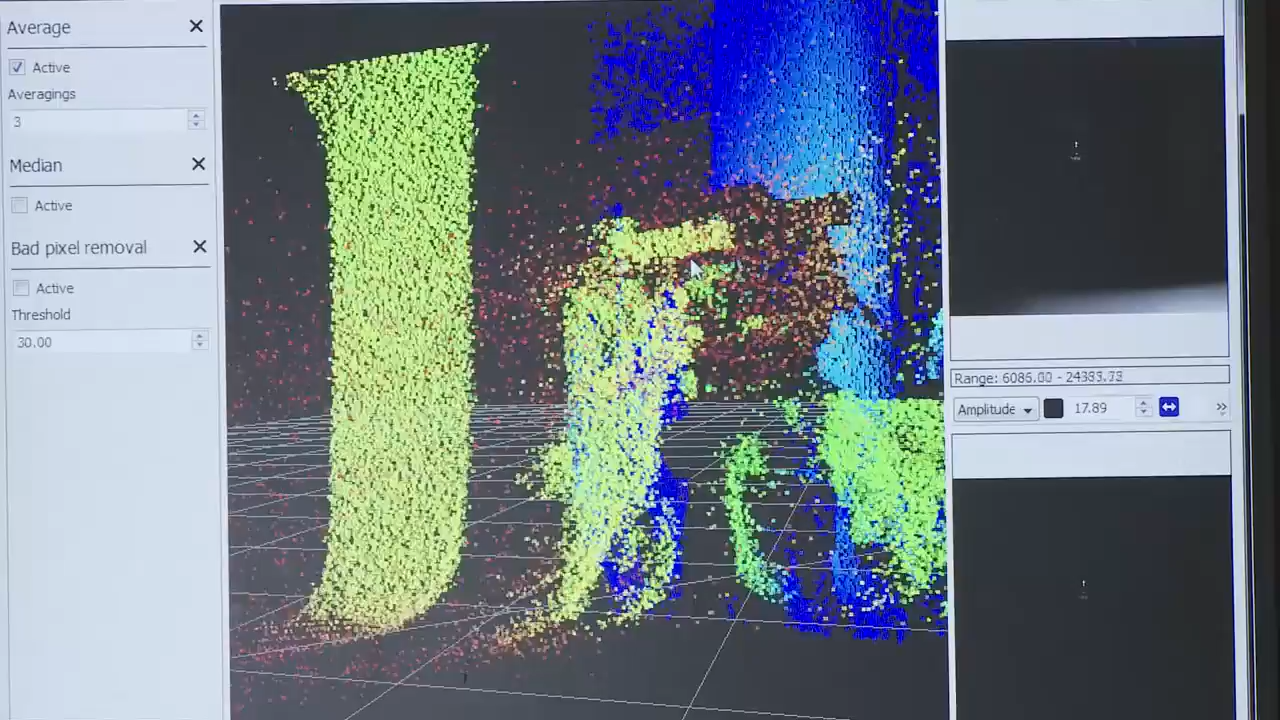 Average
Active
Averagings
3
Median
Active
Bad pixel removal
Active
Threshold
30.00
Range: 6086.00 - 24383.73
Amplitude
17.89